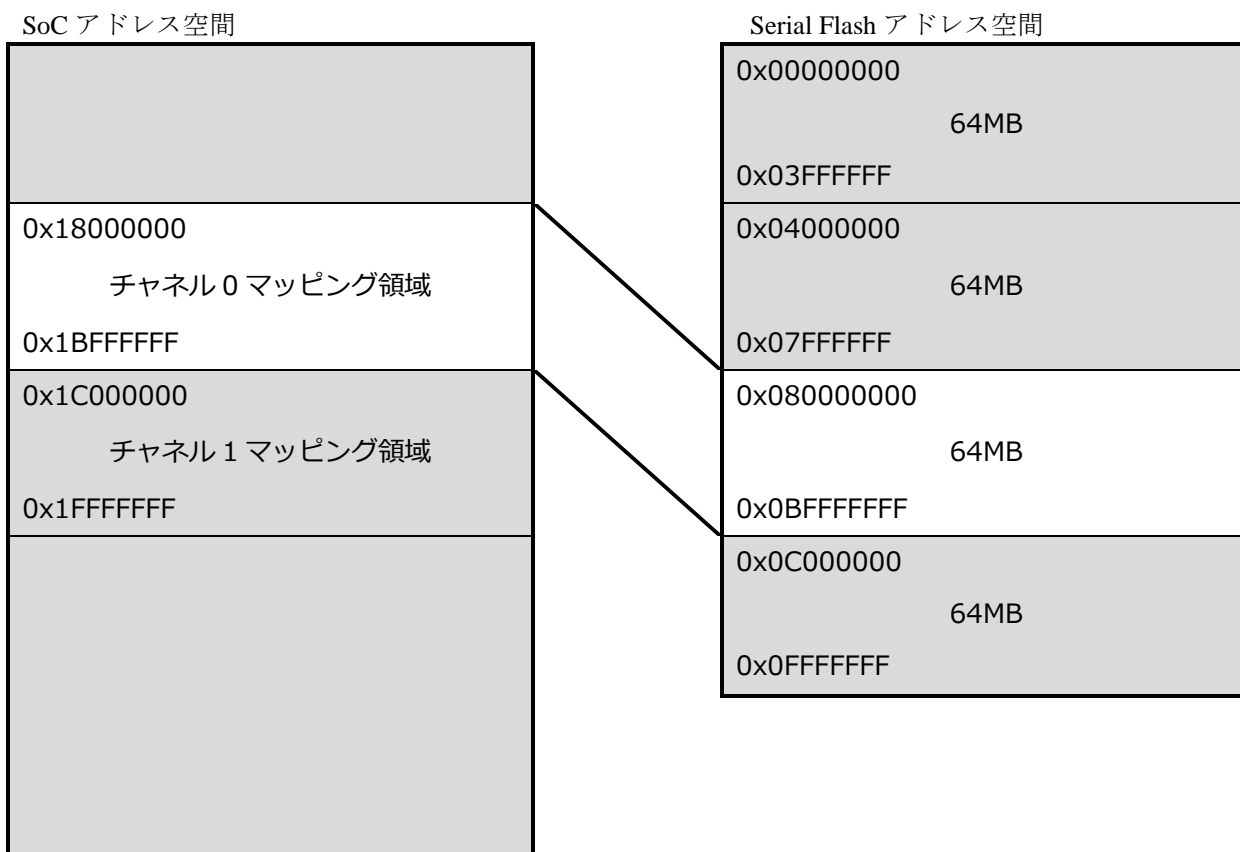 SoC アドレス空間
0x18000000
チャネル 0 マッピング領域
0x1BFFFFFF
0x1C000000
チャネル 1 マッピング領域
0x1FFFFFFF
Serial Flash アドレス空間
0x00000000
64MB
0x03FFFFFF
0x04000000
64MB
0x07FFFFFF
0x080000000
64MB
0x0BFFFFFFF
0x0C000000
64MB
0x0FFFFFFF